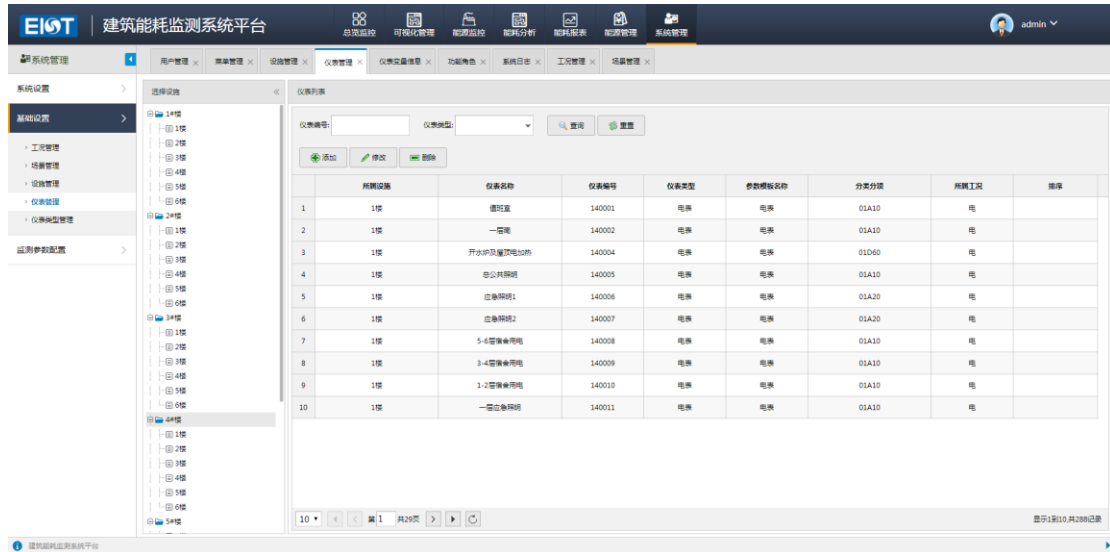 EIOT 建筑能耗监测系统平台
总览监控 可视化管理 能源监控 能耗分析 能耗报表 能源管理 系统管理
admin
系统管理
用户管理 菜单管理 设施管理 仪表管理 仪表变量信息 功能角色 系统日志 工况管理 场景管理
系统设置
基础设置
工况管理
场景管理
设施管理
仪表管理
仪表类型管理
监测参数配置
选择设施
1#楼
1楼
2楼
3楼
4楼
5楼
6楼
2#楼
1楼
2楼
3楼
4楼
5楼
6楼
3#楼
1楼
2楼
3楼
4楼
5楼
6楼
4#楼
1楼
2楼
3楼
4楼
5楼
6楼
5#楼
仪表列表
仪表编号: 仪表类型: 查询 重置
添加 修改 删除
所属设施 仪表名称 仪表编号 仪表类型 参数模板名称 分类分项 所属工况 排序
1 1楼 值班室 140001 电表 电表 01A10 电
2 1楼 一层南 140002 电表 电表 01A10 电
3 1楼 开水炉及屋顶电加热 140004 电表 电表 01D60 电
4 1楼 总公共照明 140005 电表 电表 01A10 电
5 1楼 应急照明1 140006 电表 电表 01A20 电
6 1楼 应急照明2 140007 电表 电表 01A20 电
7 1楼 5-6层宿舍用电 140008 电表 电表 01A10 电
8 1楼 3-4层宿舍用电 140009 电表 电表 01A10 电
9 1楼 1-2层宿舍用电 140010 电表 电表 01A10 电
10 1楼 一层应急照明 140011 电表 电表 01A10 电
10 第 1 共29页 显示1到10,共288记录
建筑能耗监测系统平台